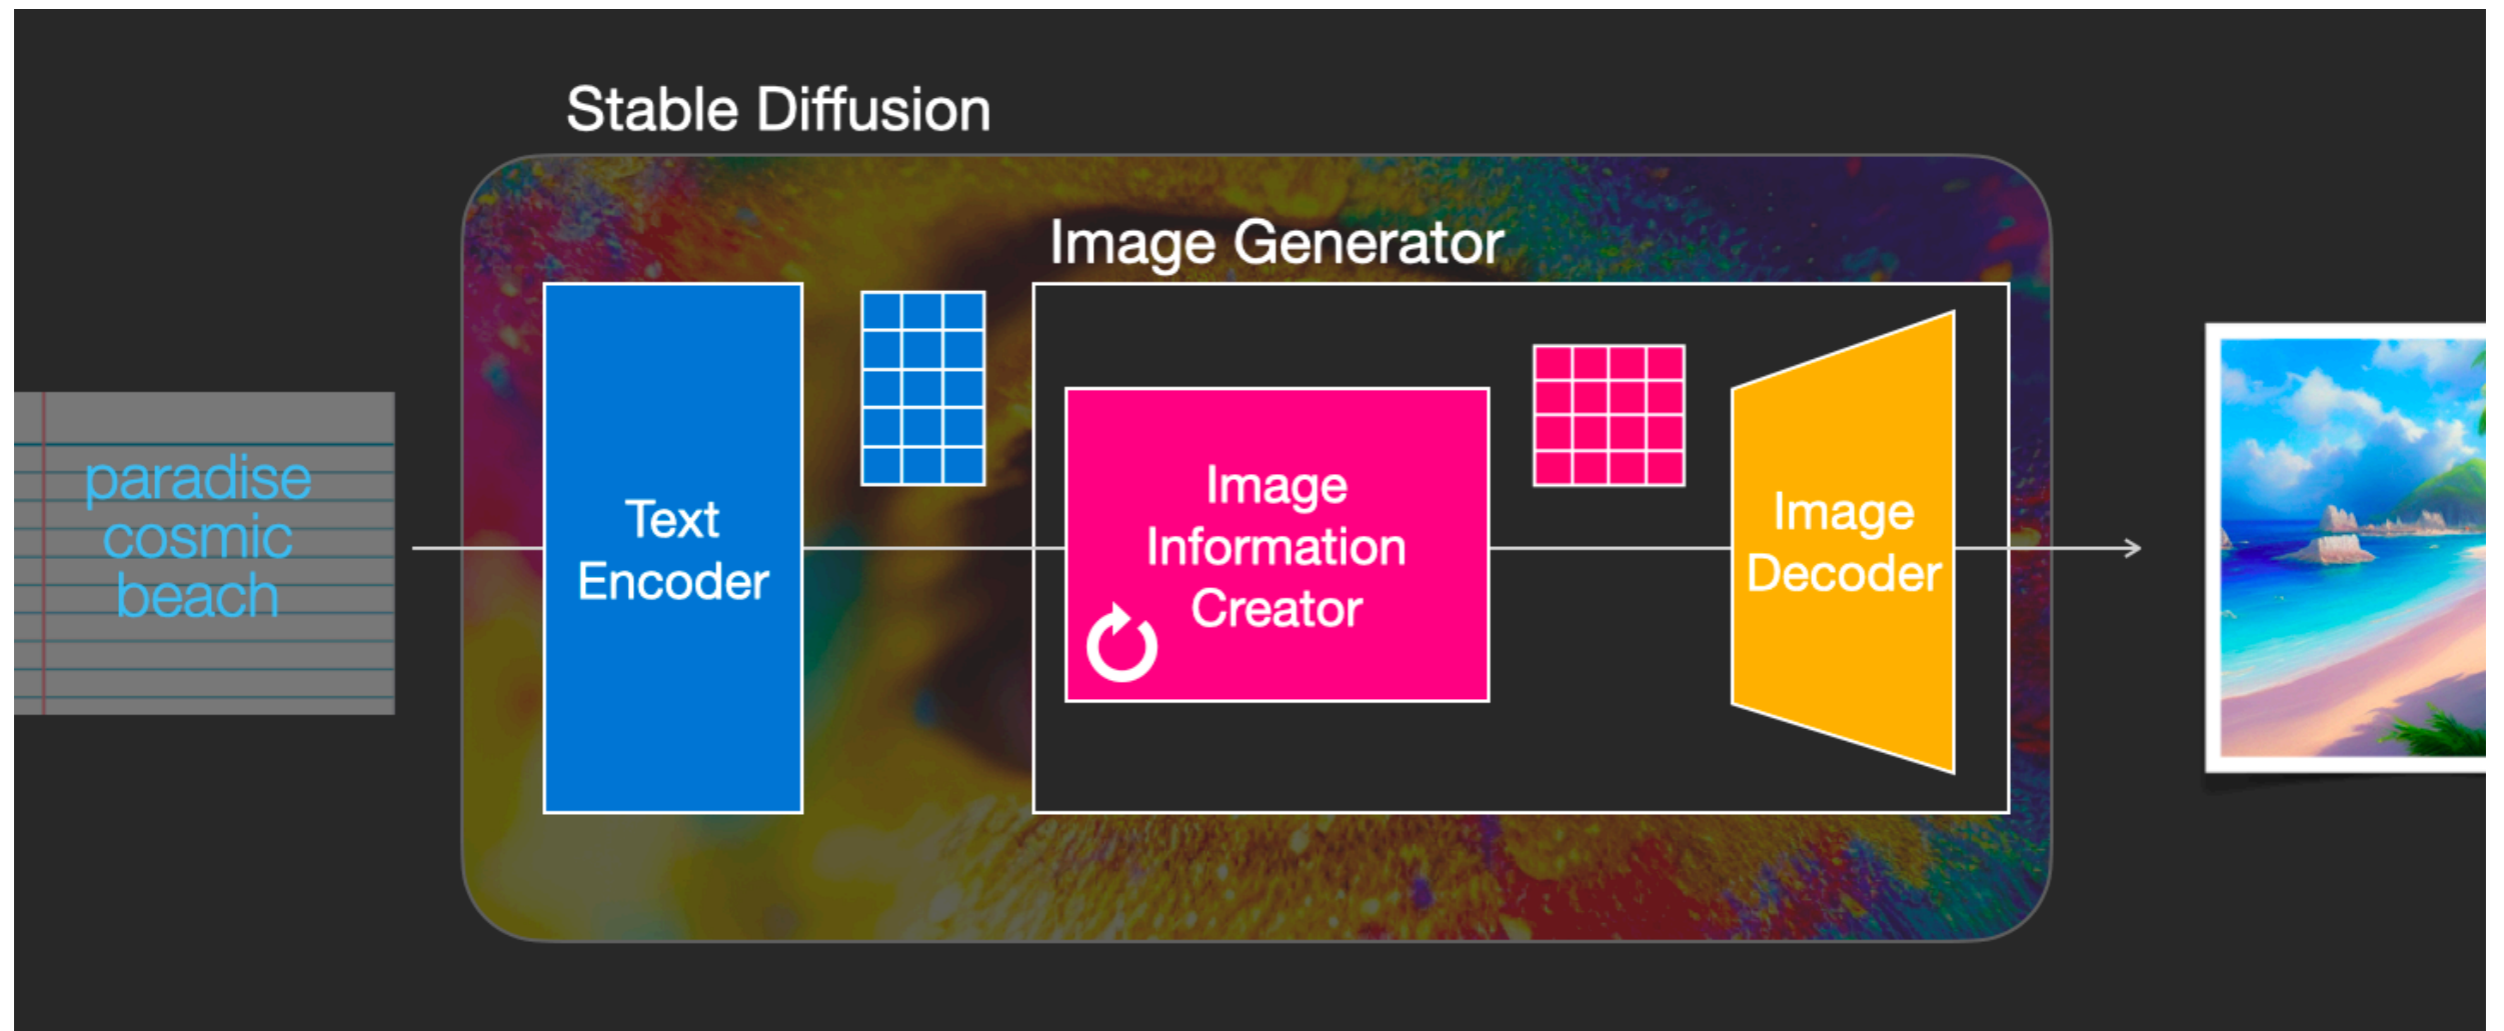 Stable Diffusion
Image Generator
paradise
cosmic
beach
Text
Encoder
Image
Information
Creator
Image
Decoder